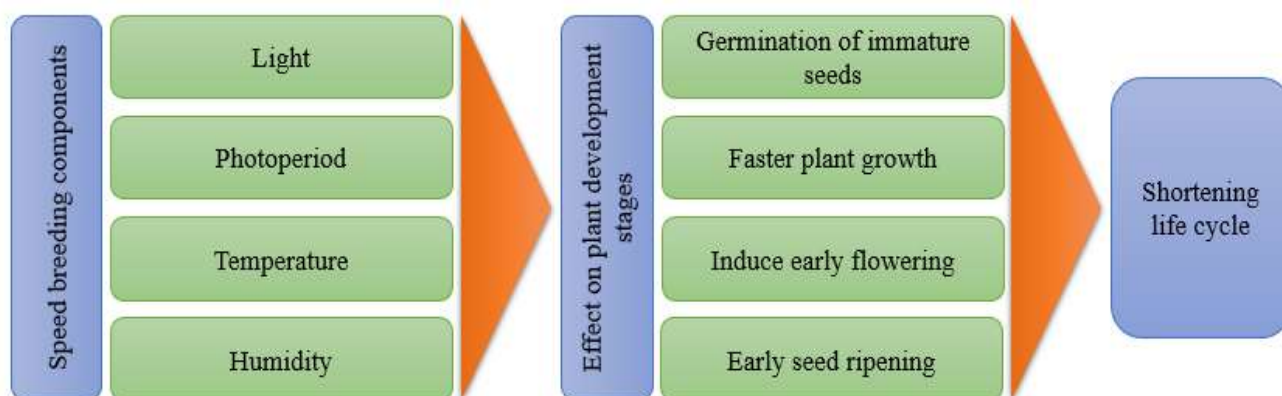 Speed breeding components
Light
Photoperiod
Temperature
Humidity
Effect on plant development
stages
Germination of immature
seeds
Faster plant growth
Induce early flowering
Early seed ripening
Shortening
life cycle